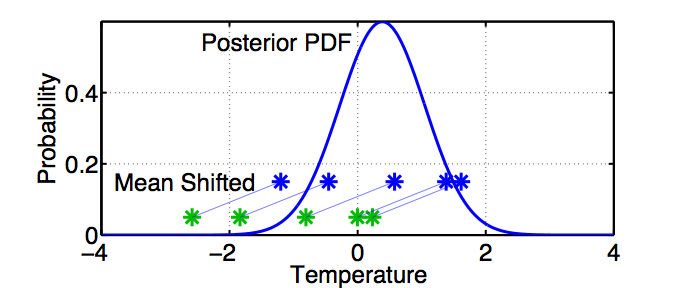 Posterior PDF
Probability
0.4
0.2
Mean Shifted
0
−4
−2
0
2
4
Temperature